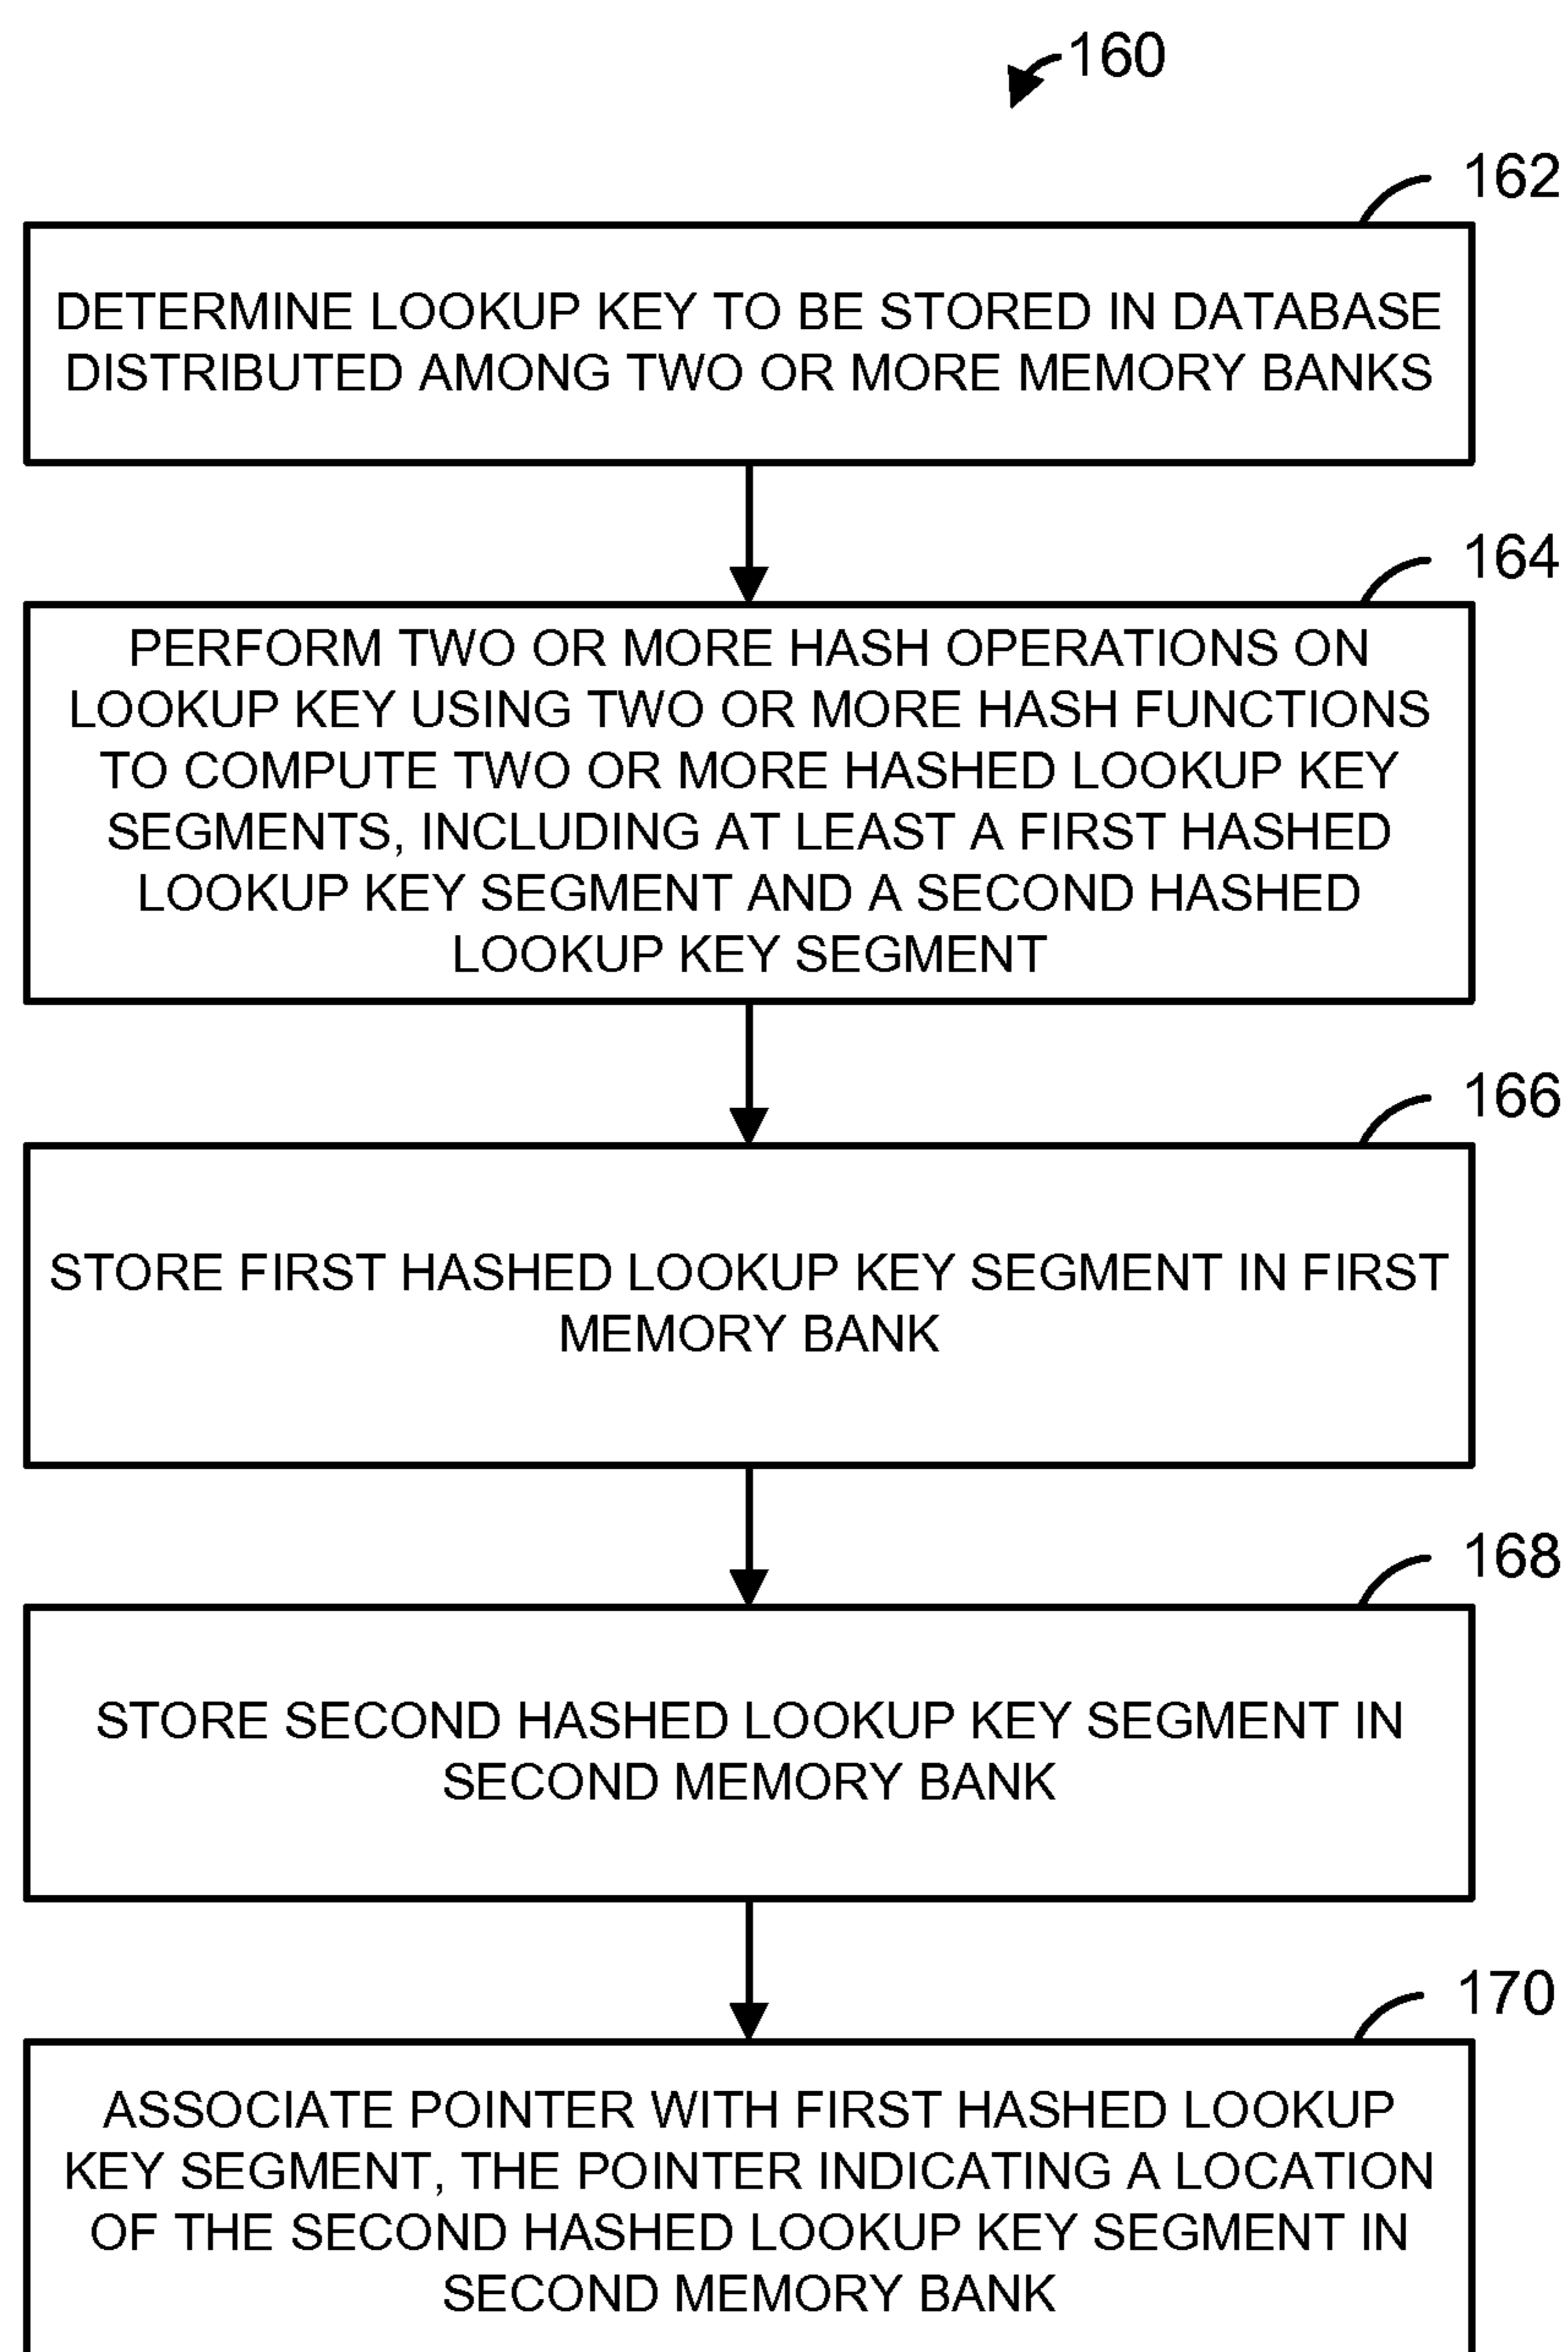 160
162
DETERMINE LOOKUP KEY TO BE STORED IN DATABASE
DISTRIBUTED AMONG TWO OR MORE MEMORY BANKS
164
PERFORM TWO OR MORE HASH OPERATIONS ON
LOOKUP KEY USING TWO OR MORE HASH FUNCTIONS
TO COMPUTE TWO OR MORE HASHED LOOKUP KEY
SEGMENTS, INCLUDING AT LEAST A FIRST HASHED
LOOKUP KEY SEGMENT AND A SECOND HASHED
LOOKUP KEY SEGMENT
166
STORE FIRST HASHED LOOKUP KEY SEGMENT IN FIRST
MEMORY BANK
168
STORE SECOND HASHED LOOKUP KEY SEGMENT IN
SECOND MEMORY BANK
170
ASSOCIATE POINTER WITH FIRST HASHED LOOKUP
KEY SEGMENT, THE POINTER INDICATING A LOCATION
OF THE SECOND HASHED LOOKUP KEY SEGMENT IN
SECOND MEMORY BANK